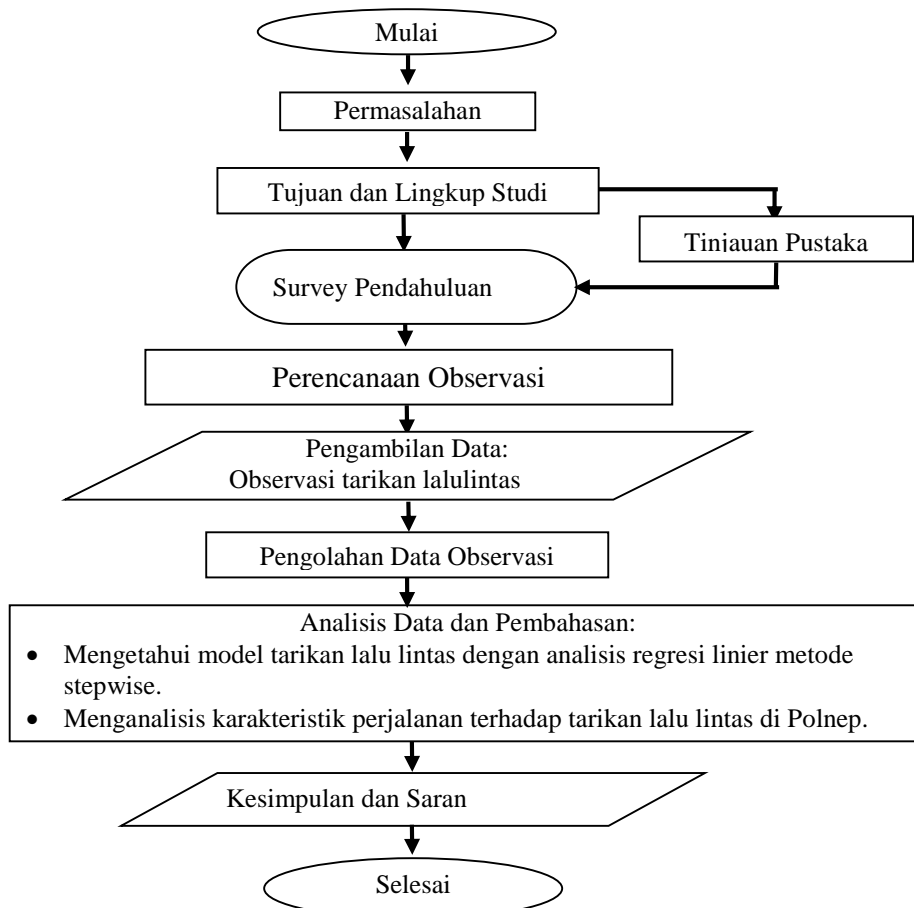 Mulai
Permasalahan
Tujuan dan Lingkup Studi
Tinjauan Pustaka
Survey Pendahuluan
Perencanaan Observasi
Pengambilan Data:
Observasi tarikan lalulintas
Pengolahan Data Observasi
Analisis Data dan Pembahasan:
• Mengetahui model tarikan lalu lintas dengan analisis regresi linier metode
stepwise.
• Menganalisis karakteristik perjalanan terhadap tarikan lalu lintas di Polnep.
Kesimpulan dan Saran
Selesai